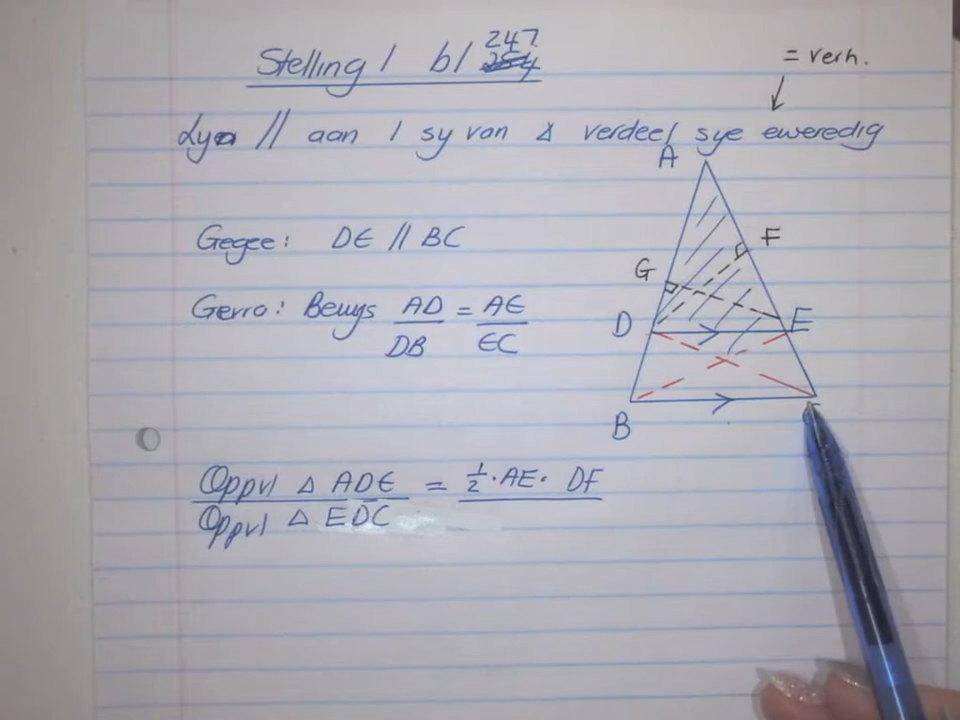 Stelling 1 bl 247
= verh.
Lyn // aan 1 sy van Δ verdeel sye eweredig
A
Gegee: DE // BC
F
G
Gevra: Bewys AD/DB = AE/EC
D
E
B
Oppvl Δ ADE = ½ · AE · DF
Oppvl Δ EDC